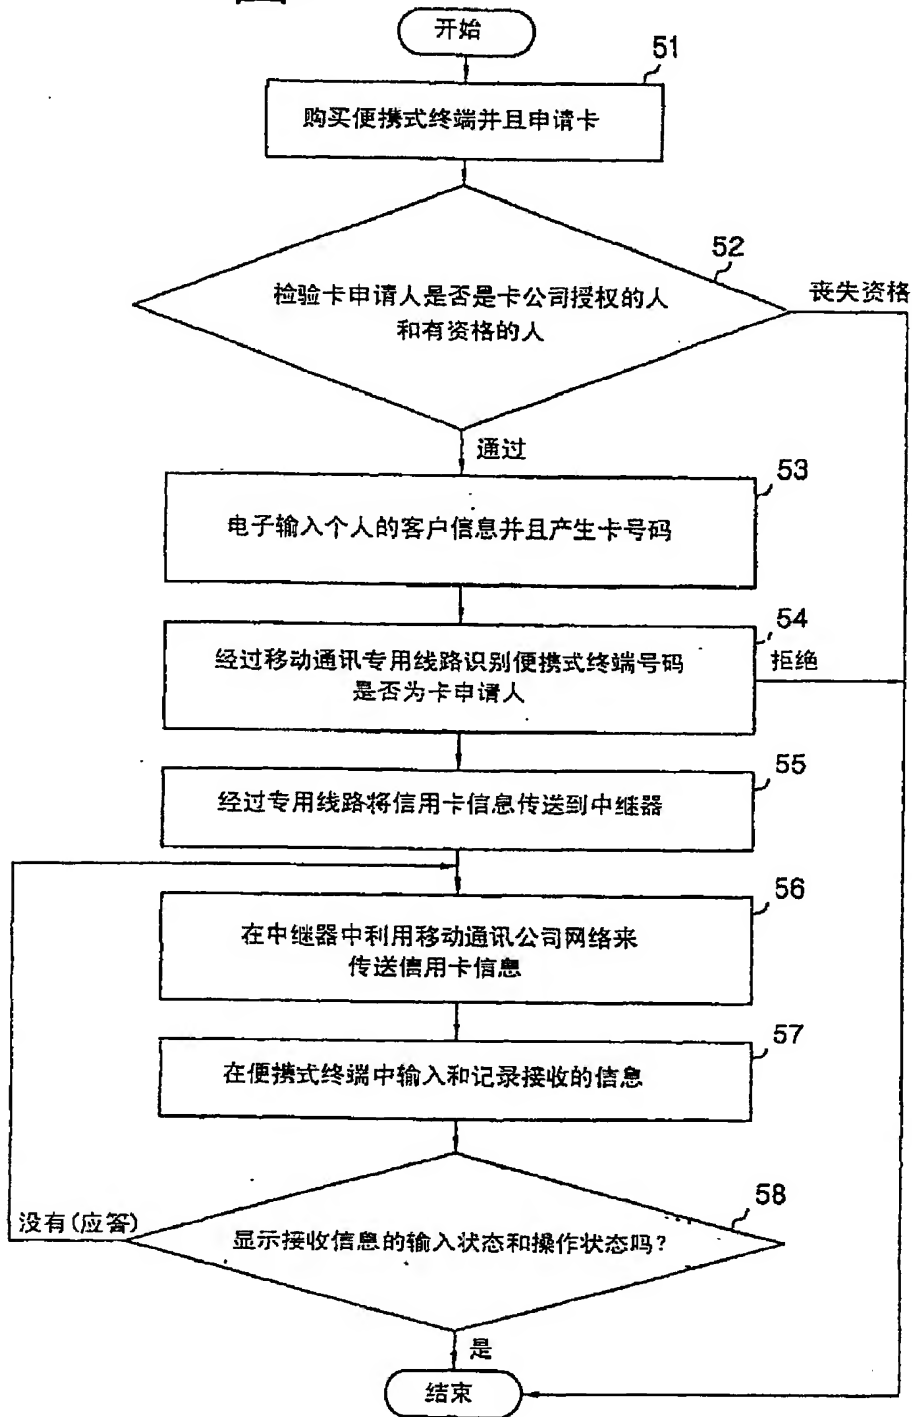 开始
51
购买便携式终端并且申请卡
52
检验卡申请人是否是卡公司授权的人
和有资格的人
丧失资格
通过
53
电子输入个人的客户信息并且产生卡号码
54
经过移动通讯专用线路识别便携式终端号码
是否为卡申请人
拒绝
55
经过专用线路将信用卡信息传送到中继器
56
在中继器中利用移动通讯公司网络来
传送信用卡信息
57
在便携式终端中输入和记录接收的信息
58
没有(应答)
显示接收信息的输入状态和操作状态吗?
是
结束